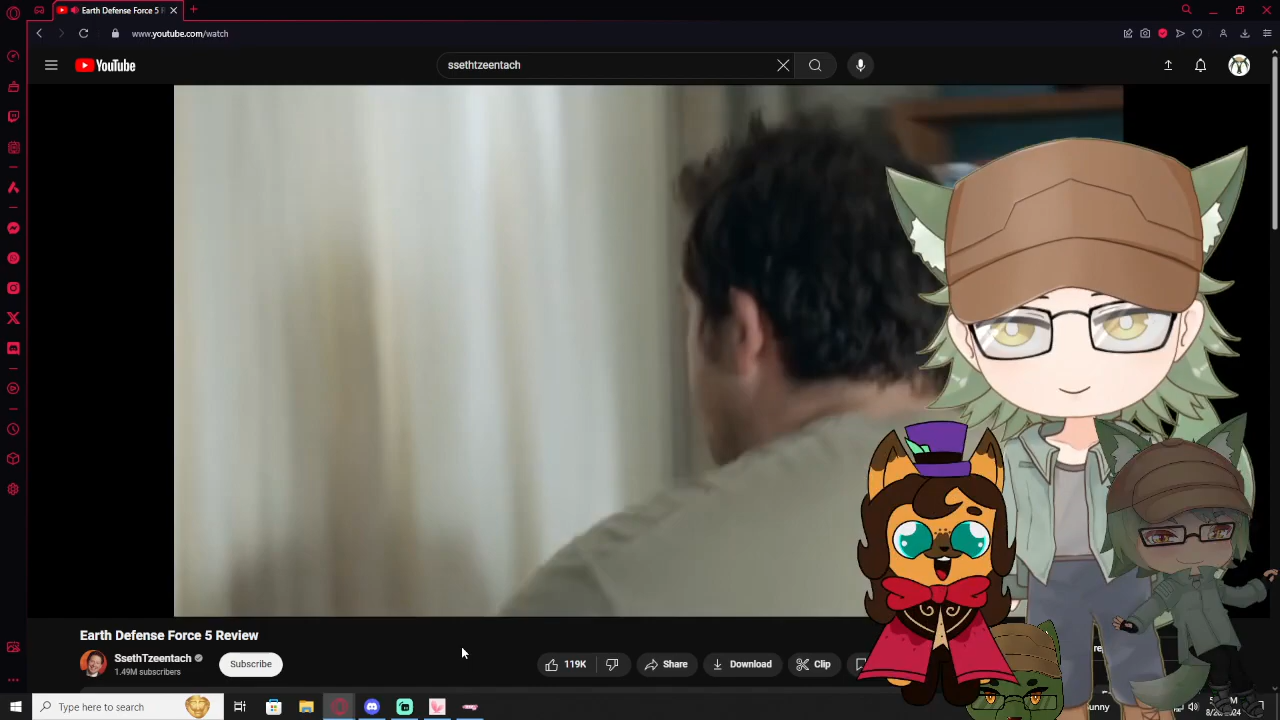 Earth Defense Force 5 R
www.youtube.com/watch
YouTube
ssethtzeentach
Earth Defense Force 5 Review
SsethTzeentach
1.49M subscribers
Subscribe
119K
Share
Download
Clip
Type here to search
unny